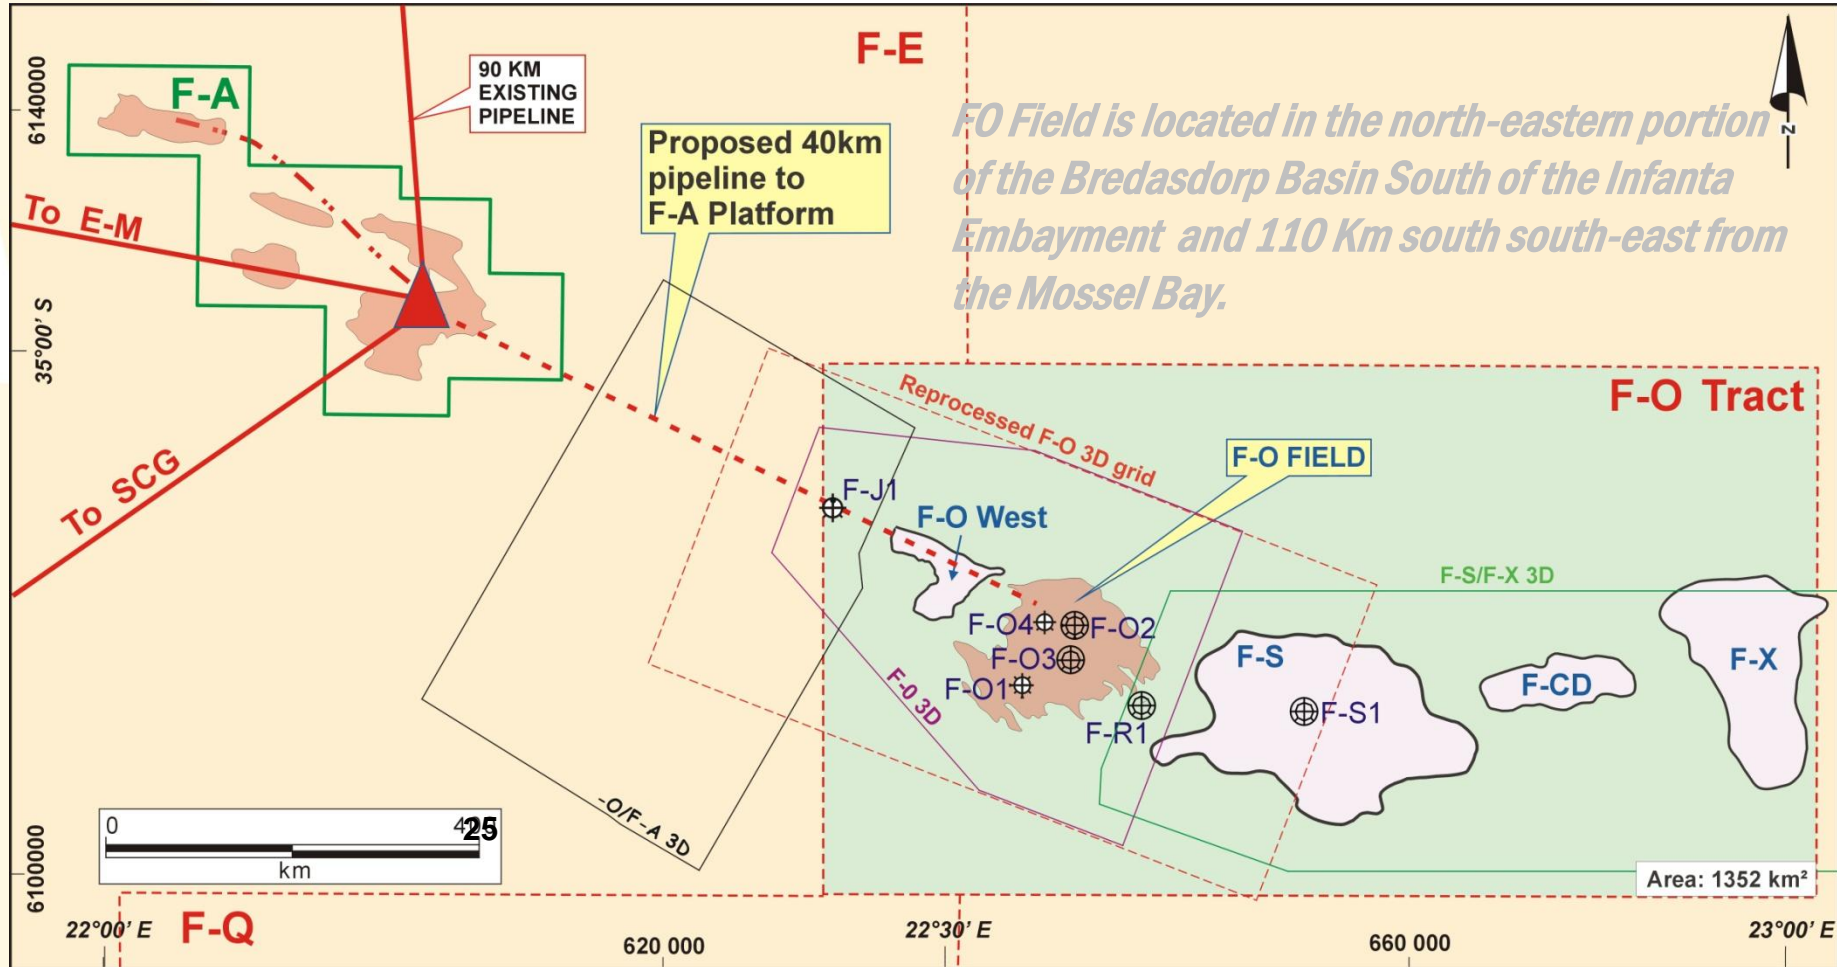 F-E
F-A
90 KM
EXISTING
PIPELINE
N
6140000
Proposed 40km
pipeline to
F-A Platform
FO Field is located in the north-eastern portion
of the Bredasdorp Basin South of the Infanta
Embayment and 110 Km south south-east from
the Mossel Bay.
To E-M
35°00' S
F-O Tract
Reprocessed F-O 3D grid
F-O FIELD
To SCG
F-J1
F-O West
F-S/F-X 3D
F-O4
F-O2
F-O3
F-O1
F-S
F-X
F-CD
F-0 3D
F-R1
F-S1
-O/F-A 3D
0
25
km
6100000
Area: 1352 km²
22°00' E
F-Q
620 000
22°30' E
660 000
23°00' E